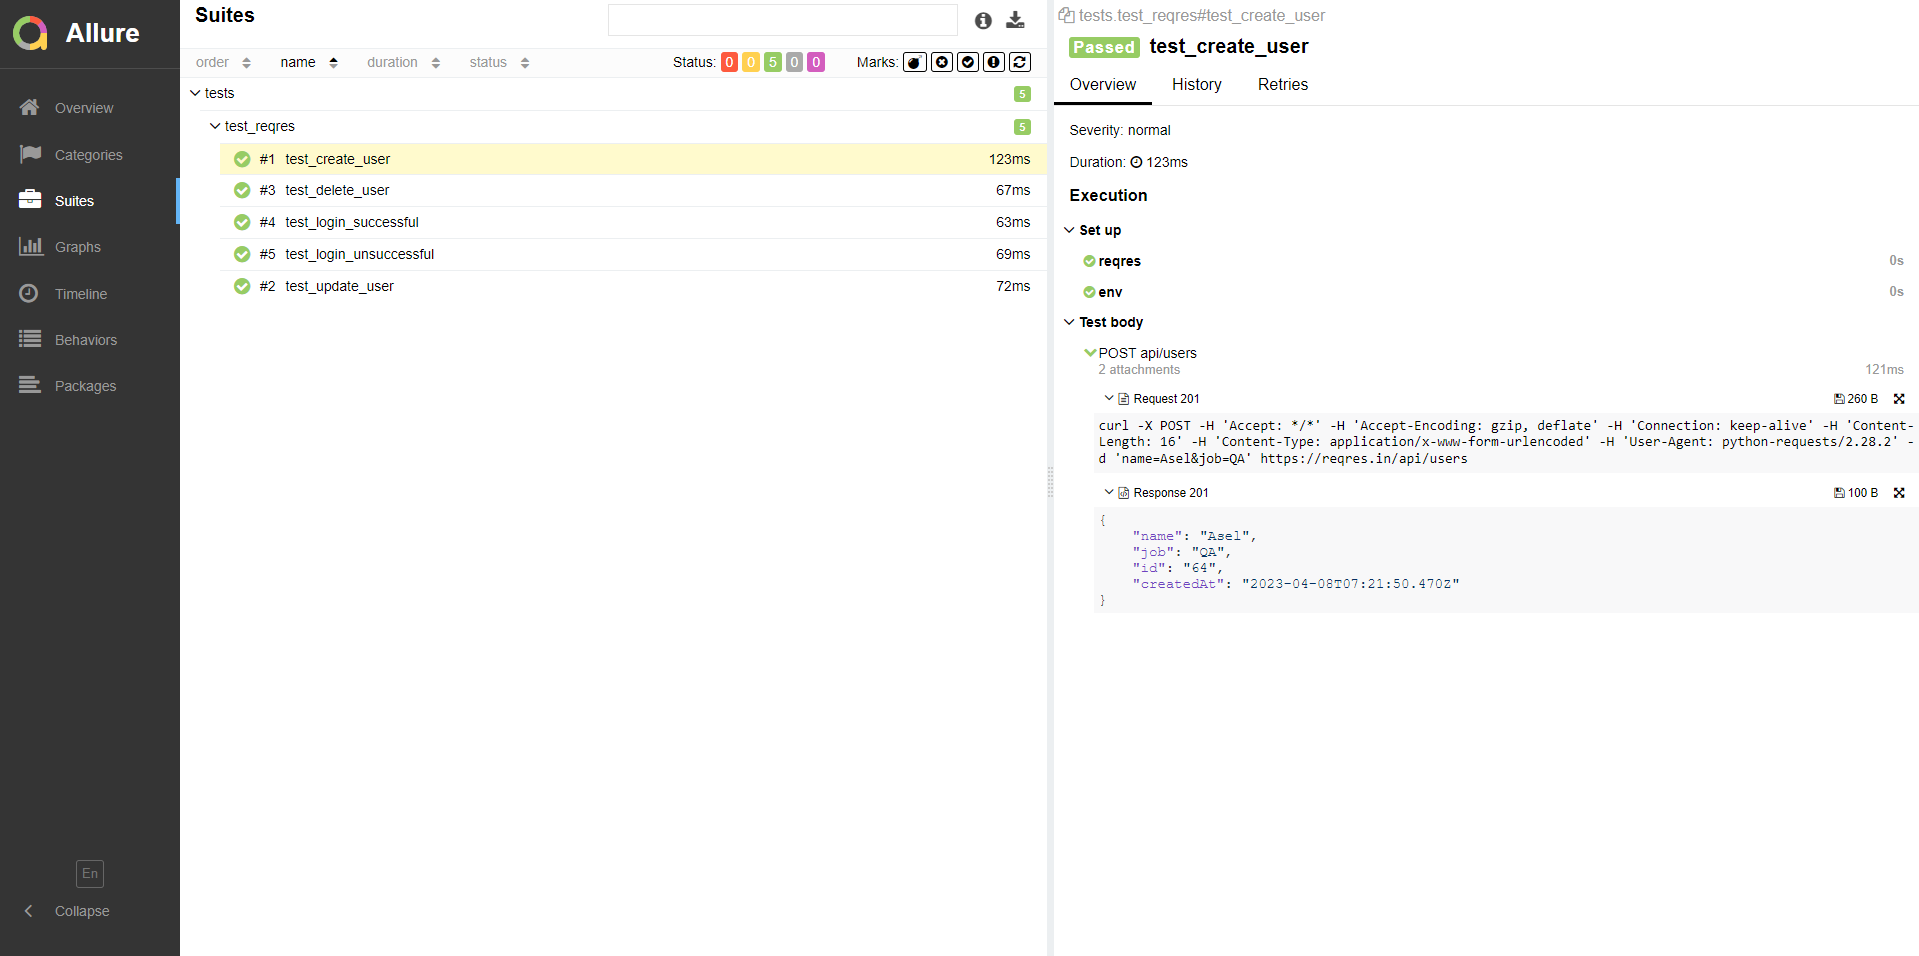 Allure
Overview
Categories
Suites
Graphs
Timeline
Behaviors
Packages
En
Collapse
Suites
order name duration status Status: 0 0 5 0 0 Marks:
tests 5
test_reqres 5
#1 test_create_user 123ms
#3 test_delete_user 67ms
#4 test_login_successful 63ms
#5 test_login_unsuccessful 69ms
#2 test_update_user 72ms
tests.test_reqres#test_create_user
Passed test_create_user
Overview History Retries
Severity: normal
Duration: 123ms
Execution
Set up
reqres 0s
env 0s
Test body
POST api/users
2 attachments 121ms
Request 201 260 B
curl -X POST -H 'Accept: */*' -H 'Accept-Encoding: gzip, deflate' -H 'Connection: keep-alive' -H 'Content-
Length: 16' -H 'Content-Type: application/x-www-form-urlencoded' -H 'User-Agent: python-requests/2.28.2' -
d 'name=Asel&job=QA' https://reqres.in/api/users
Response 201 100 B
{
"name": "Asel",
"job": "QA",
"id": "64",
"createdAt": "2023-04-08T07:21:50.470Z"
}